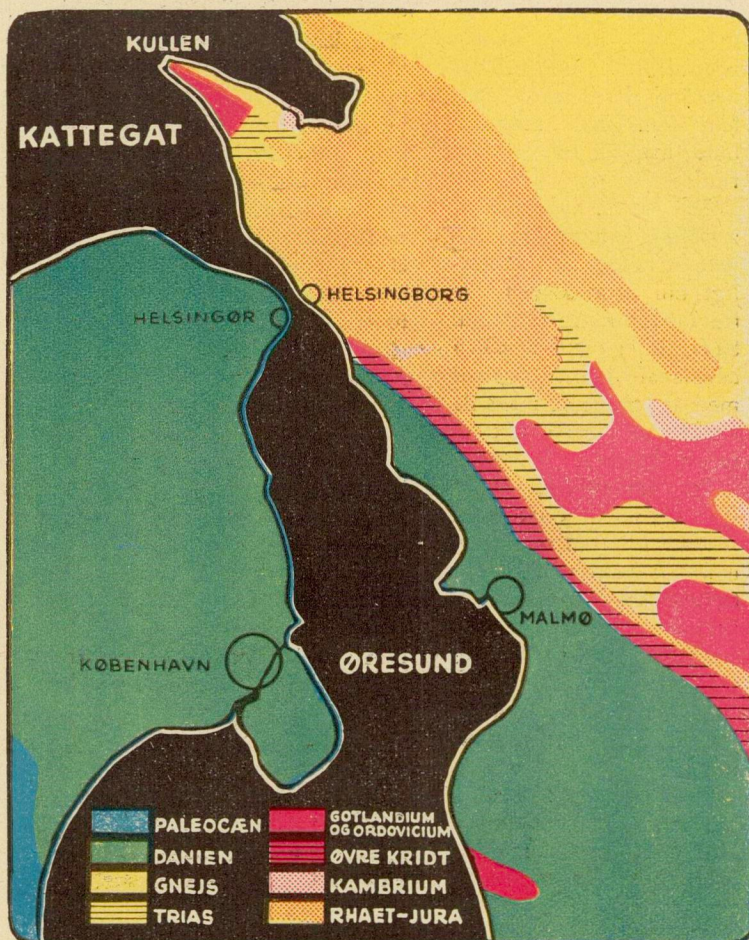 KULLEN
KATTEGAT
HELSINGBORG
HELSINGØR
MALMØ
KØBENHAVN
ØRESUND
PALEOCÆN
DANIEN
GNEJS
TRIAS
GOTLANDIUM
OG ORDOVICIUM
ØVRE KRIDT
KAMBRIUM
RHAET-JURA